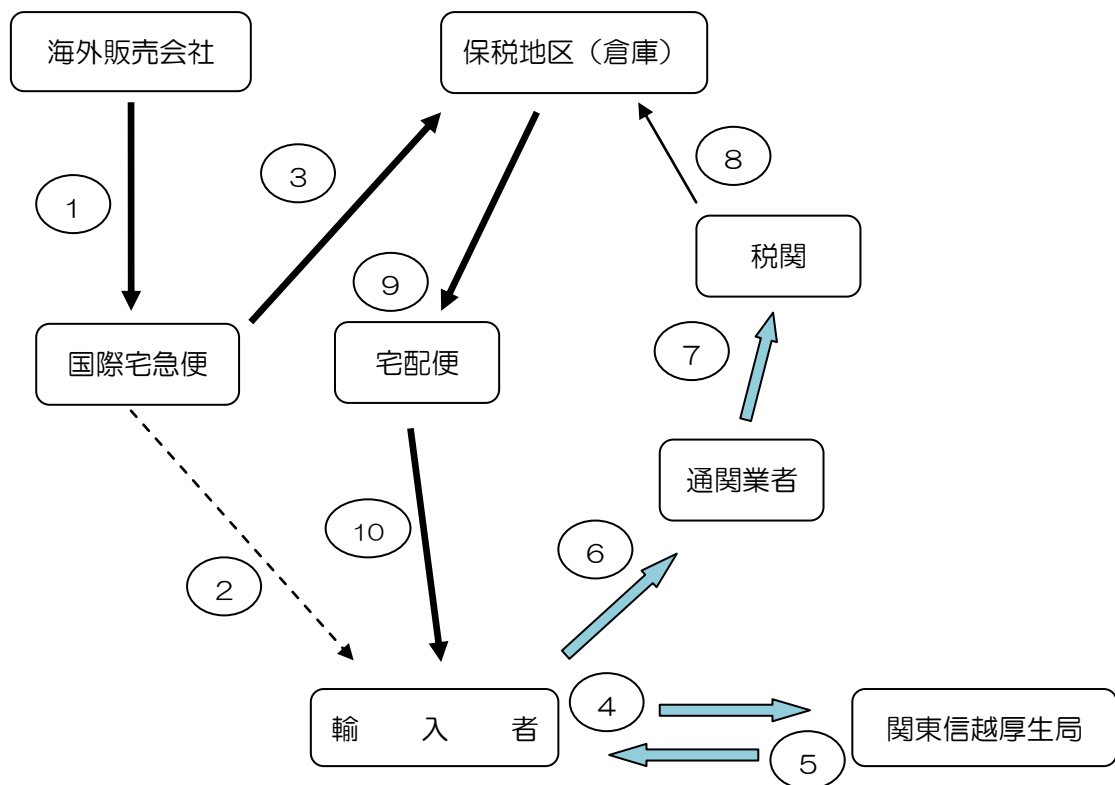 海外販売会社
保税地区（倉庫）
1
3
8
税関
9
国際宅急便
宅配便
7
通関業者
10
6
2
輸　入　者
4
関東信越厚生局
5